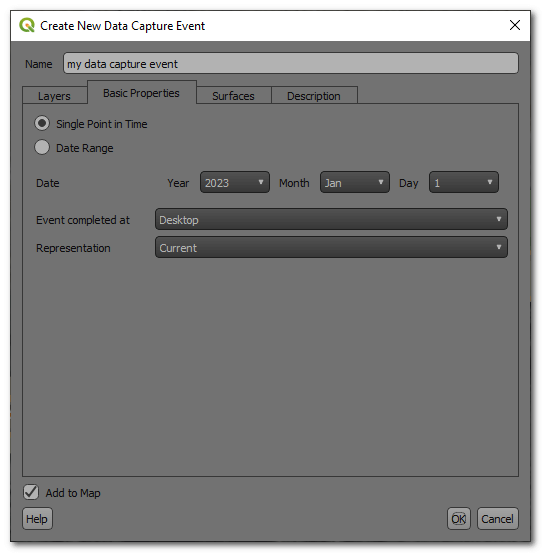 Create New Data Capture Event
Name my data capture event
Layers Basic Properties Surfaces Description
Single Point in Time
Date Range
Date Year 2023 Month Jan Day 1
Event completed at Desktop
Representation Current
Add to Map
Help OK Cancel